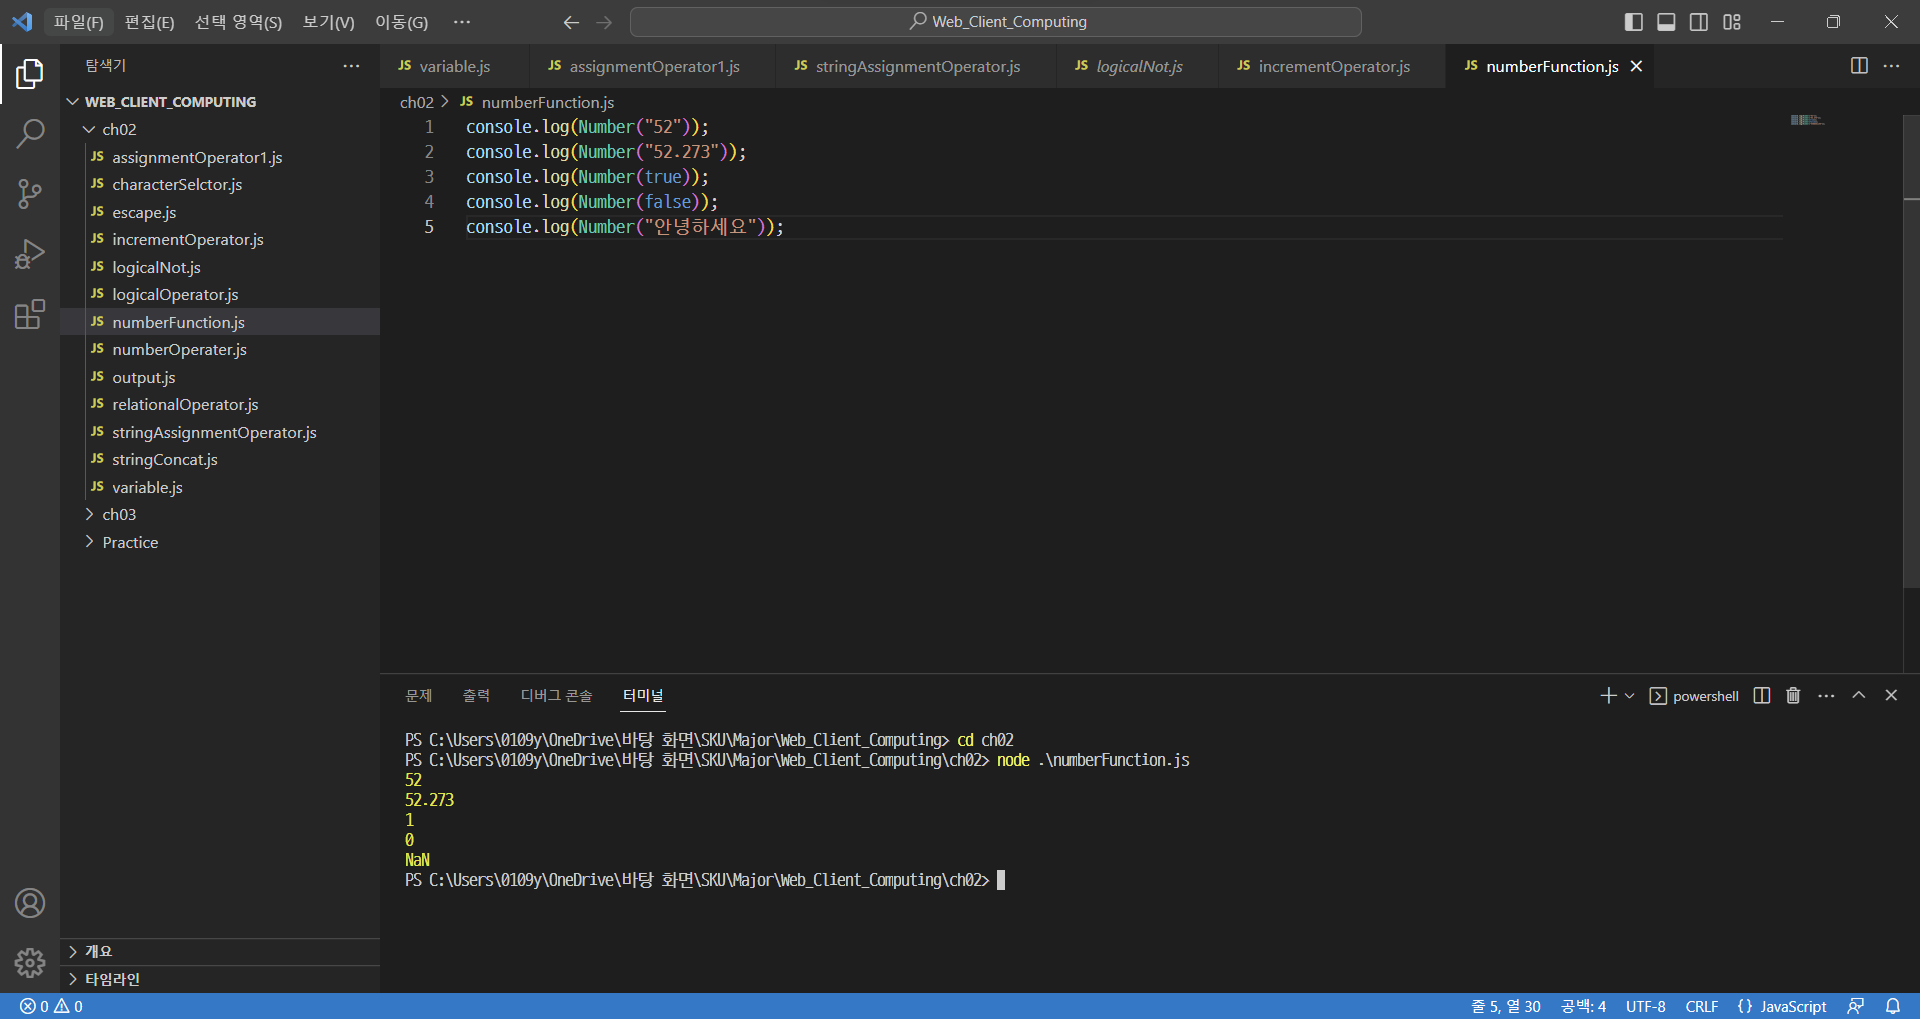 파일(F) 편집(E) 선택 영역(S) 보기(V) 이동(G) ··· Web_Client_Computing
탐색기 ···
WEB_CLIENT_COMPUTING
ch02
JS assignmentOperator1.js
JS characterSelctor.js
JS escape.js
JS incrementOperator.js
JS logicalNot.js
JS logicalOperator.js
JS numberFunction.js
JS numberOperater.js
JS output.js
JS relationalOperator.js
JS stringAssignmentOperator.js
JS stringConcat.js
JS variable.js
ch03
Practice
개요
타임라인
JS variable.js JS assignmentOperator1.js JS stringAssignmentOperator.js JS logicalNot.js JS incrementOperator.js JS numberFunction.js
ch02 > JS numberFunction.js
1 console.log(Number("52"));
2 console.log(Number("52.273"));
3 console.log(Number(true));
4 console.log(Number(false));
5 console.log(Number("안녕하세요"));
문제 출력 디버그 콘솔 터미널 powershell
PS C:\Users\0109y\OneDrive\바탕 화면\SKU\Major\Web_Client_Computing> cd ch02
PS C:\Users\0109y\OneDrive\바탕 화면\SKU\Major\Web_Client_Computing\ch02> node .\numberFunction.js
52
52.273
1
0
NaN
PS C:\Users\0109y\OneDrive\바탕 화면\SKU\Major\Web_Client_Computing\ch02>
0 0 줄 5, 열 30 공백: 4 UTF-8 CRLF {} JavaScript